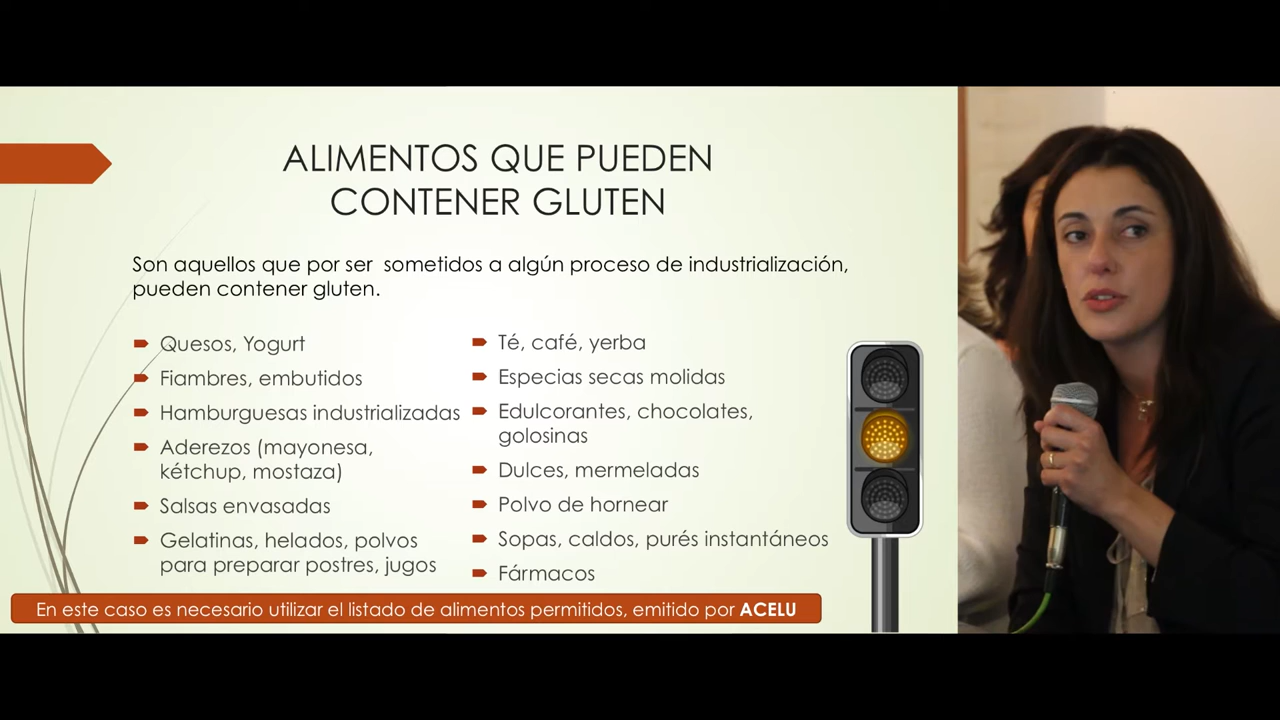 ALIMENTOS QUE PUEDEN
CONTENER GLUTEN
Son aquellos que por ser sometidos a algún proceso de industrialización,
pueden contener gluten.
Quesos, Yogurt
Fiambres, embutidos
Hamburguesas industrializadas
Aderezos (mayonesa,
kétchup, mostaza)
Salsas envasadas
Gelatinas, helados, polvos
para preparar postres, jugos
Té, café, yerba
Especias secas molidas
Edulcorantes, chocolates,
golosinas
Dulces, mermeladas
Polvo de hornear
Sopas, caldos, purés instantáneos
Fármacos
En este caso es necesario utilizar el listado de alimentos permitidos, emitido por ACELU